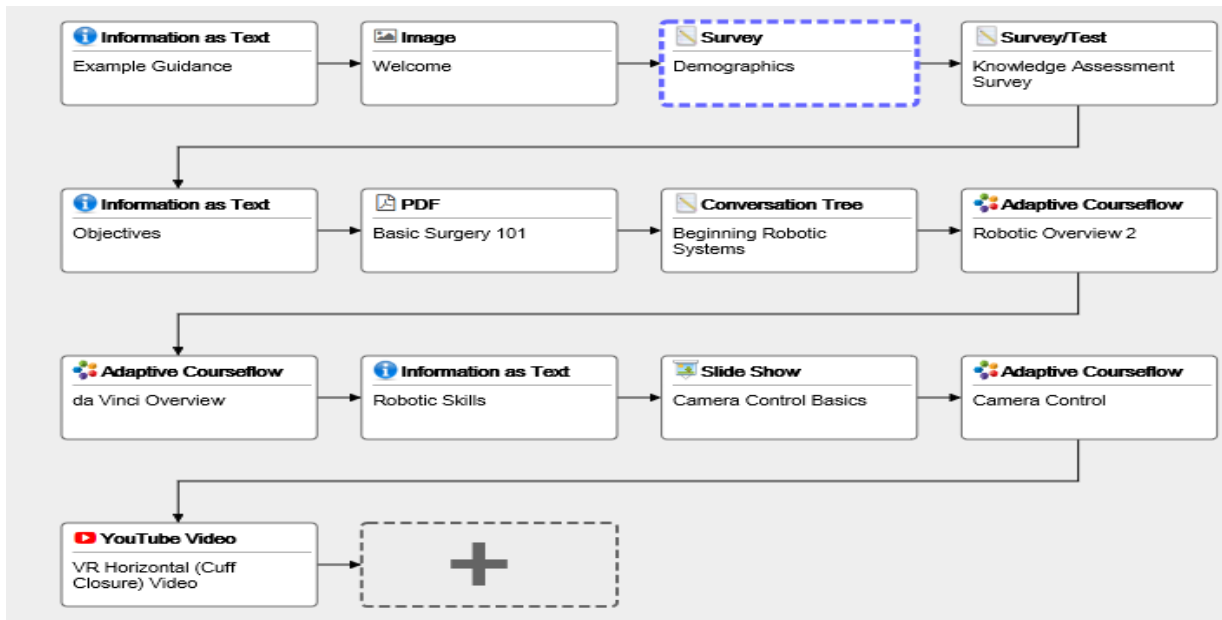 Information as Text
Example Guidance
Image
Welcome
Survey
Demographics
Survey/Test
Knowledge Assessment
Survey
Information as Text
Objectives
PDF
Basic Surgery 101
Conversation Tree
Beginning Robotic
Systems
Adaptive Courseflow
Robotic Overview 2
Adaptive Courseflow
da Vinci Overview
Information as Text
Robotic Skills
Slide Show
Camera Control Basics
Adaptive Courseflow
Camera Control
YouTube Video
VR Horizontal (Cuff
Closure) Video